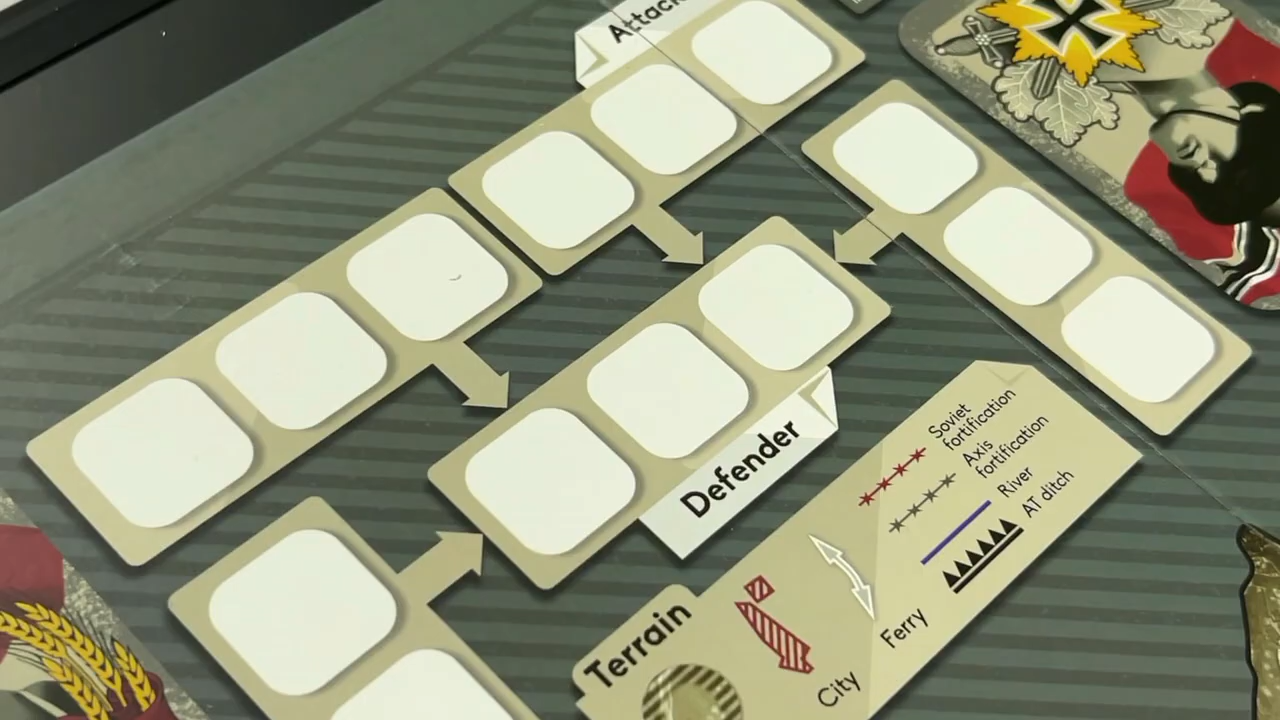 Defender
Terrain
Soviet
fortification
Axis
fortification
River
AT ditch
Ferry
City